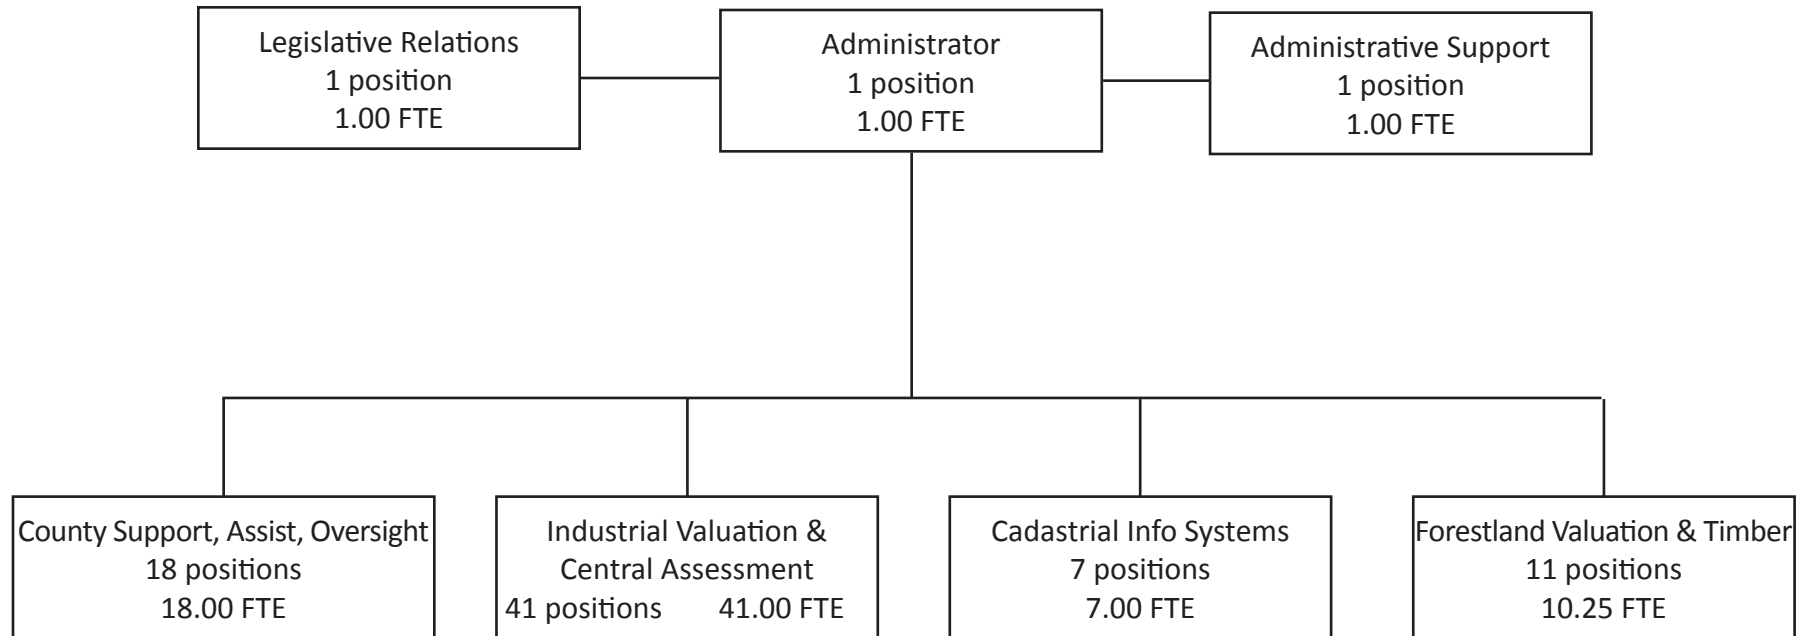 Legislative Relations
1 position
1.00 FTE
Administrator
1 position
1.00 FTE
Administrative Support
1 position
1.00 FTE
County Support, Assist, Oversight
18 positions
18.00 FTE
Industrial Valuation &
Central Assessment
41 positions 41.00 FTE
Cadastrial Info Systems
7 positions
7.00 FTE
Forestland Valuation & Timber
11 positions
10.25 FTE